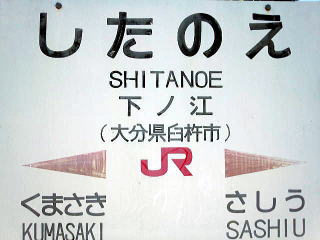 したのえ
SHITANOE
下ノ江
(大分県臼杵市)
JR
くまさき さしう
KUMASAKI SASHIU